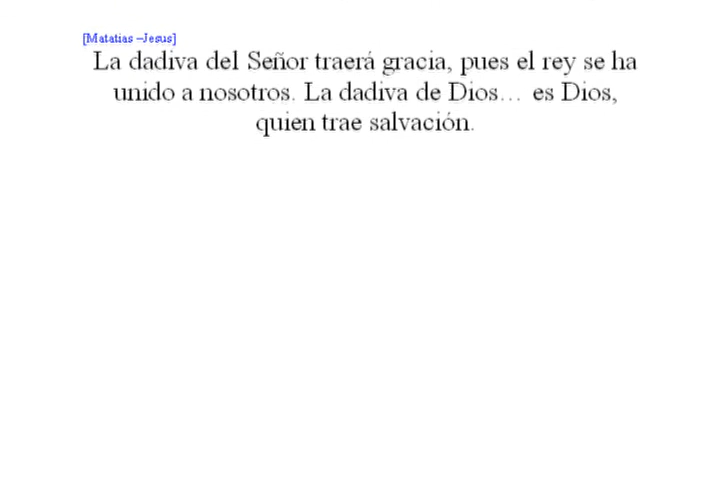 [Matatias –Jesus]
La dadiva del Señor traerá gracia, pues el rey se ha
unido a nosotros. La dadiva de Dios… es Dios,
quien trae salvación.